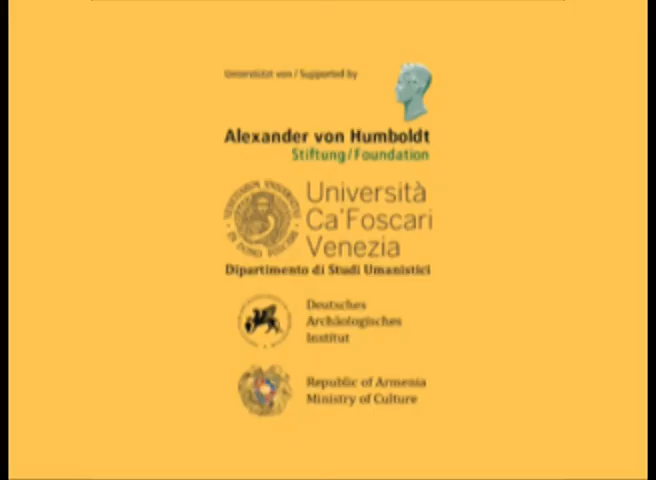 Unterstützt von / Supported by
Alexander von Humboldt
Stiftung/Foundation
Università
Ca'Foscari
Venezia
Dipartimento di Studi Umanistici
Deutsches
Archäologisches
Institut
Republic of Armenia
Ministry of Culture